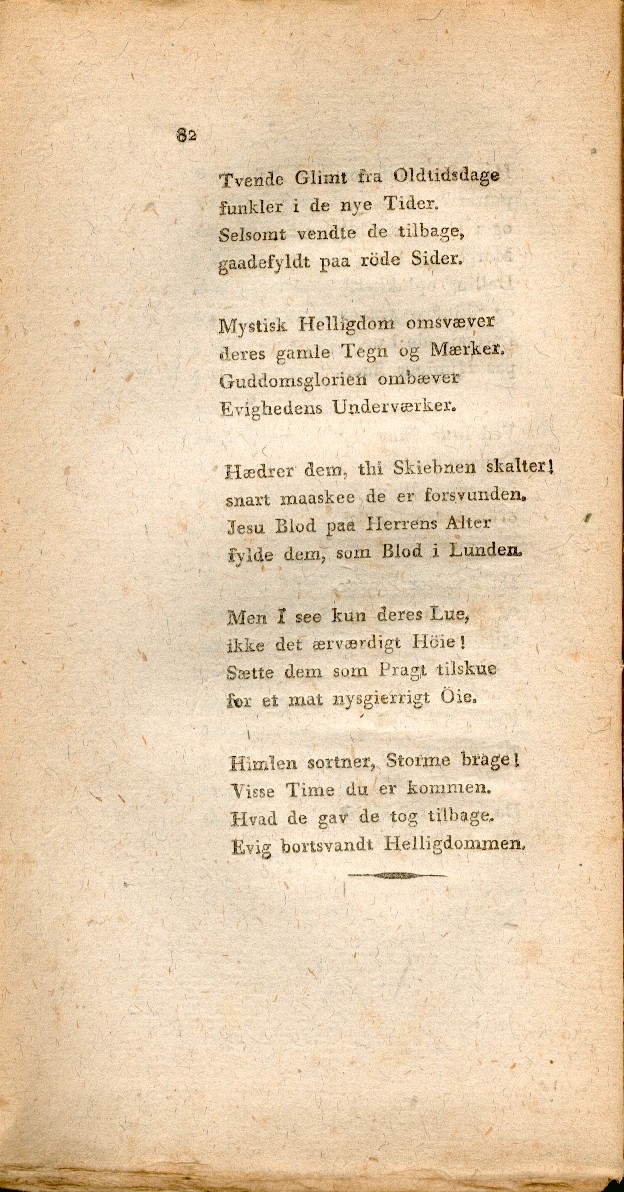 82
Tvende Glimt fra Oldtidsdage
funkler i de nye Tider.
Selsomt vendte de tilbage,
gaadefyldt paa röde Sider.
Mystisk Helligdom omsvæver
deres gamle Tegn og Mærker.
Guddomsglorien ombæver
Evighedens Underværker.
Hædrer dem, thi Skiebnen skalter!
snart maaskee de er forsvunden.
Jesu Blod paa Herrens Alter
fylde dem, som Blod i Lunden.
Men I see kun deres Lue,
ikke det ærværdigt Höie!
Sætte dem som Pragt tilskue
for et mat nysgierrigt Öie.
Himlen sortner, Storme brage!
Visse Time du er kommen.
Hvad de gav de tog tilbage.
Evig bortsvandt Helligdommen.